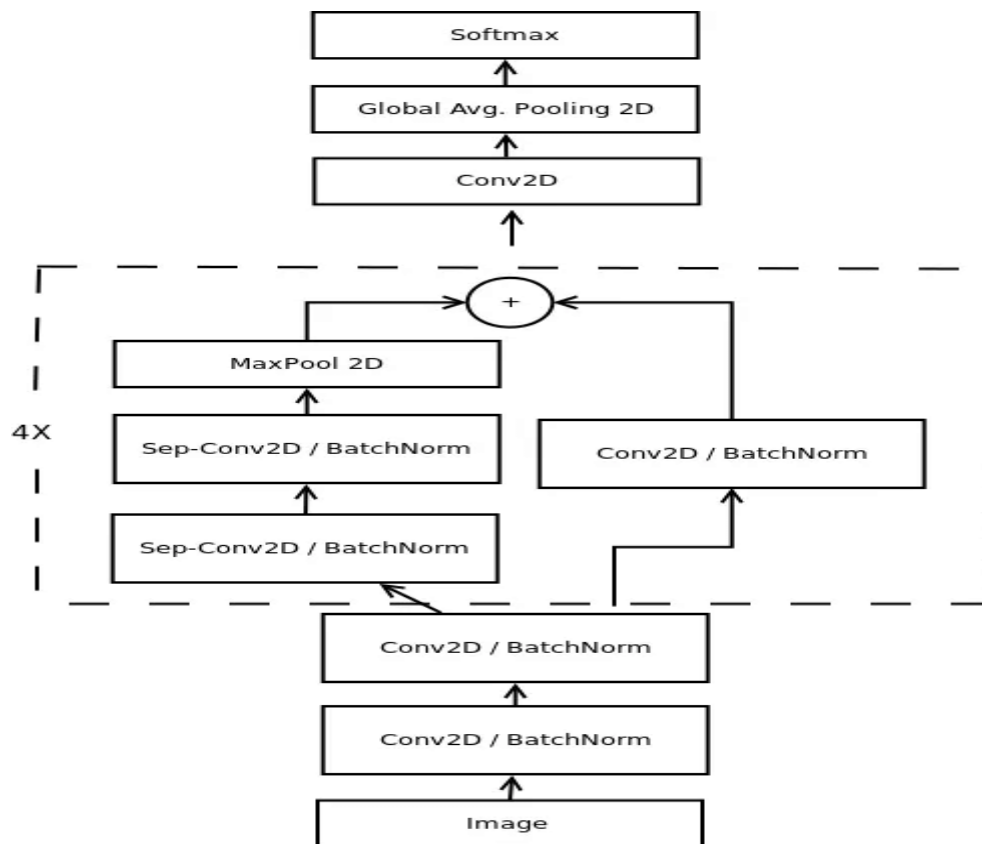 Softmax
Global Avg. Pooling 2D
Conv2D
+
MaxPool 2D
4X
Sep-Conv2D / BatchNorm
Conv2D / BatchNorm
Sep-Conv2D / BatchNorm
Conv2D / BatchNorm
Conv2D / BatchNorm
Image